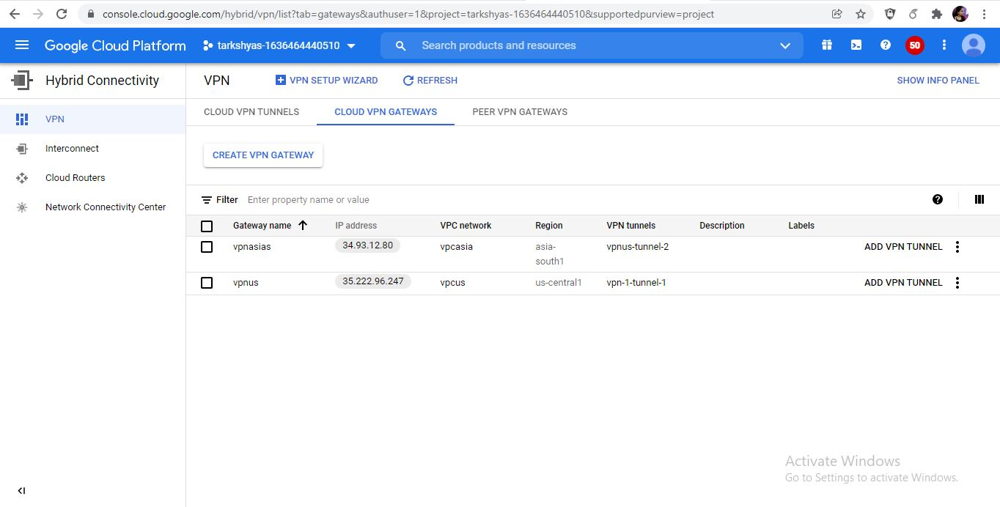 console.cloud.google.com/hybrid/vpn/list?tab=gateways&authuser=1&project=tarkshyas-1636464440510&supportedpurview=project
Google Cloud Platform
tarkshyas-1636464440510
Search products and resources
50
Hybrid Connectivity
VPN
VPN SETUP WIZARD
REFRESH
SHOW INFO PANEL
VPN
Interconnect
Cloud Routers
Network Connectivity Center
CLOUD VPN TUNNELS
CLOUD VPN GATEWAYS
PEER VPN GATEWAYS
CREATE VPN GATEWAY
Filter Enter property name or value
Gateway name IP address VPC network Region VPN tunnels Description Labels
vpnasias 34.93.12.80 vpcasia asia- vpnus-tunnel-2 ADD VPN TUNNEL
south1
vpnus 35.222.96.247 vpcus us-central1 vpn-1-tunnel-1 ADD VPN TUNNEL
Activate Windows
Go to Settings to activate Windows.